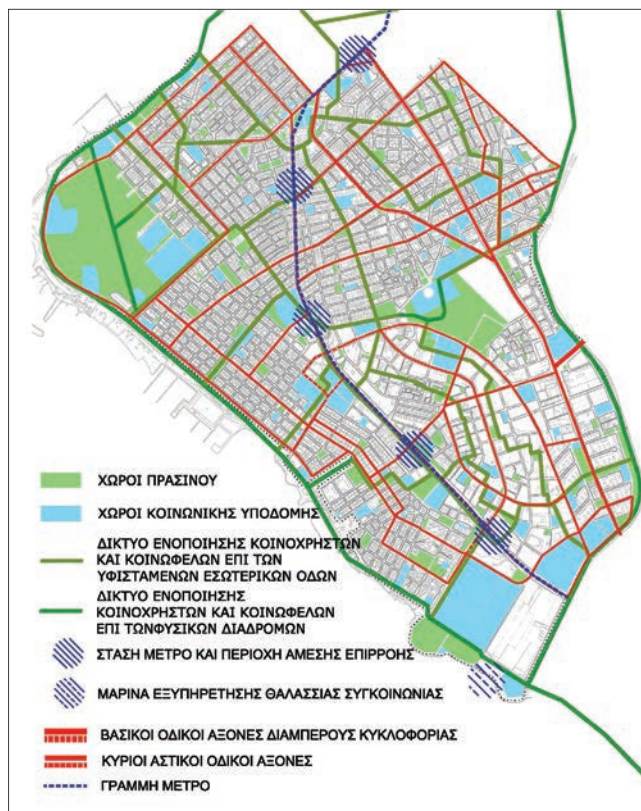 ΧΩΡΟΙ ΠΡΑΣΙΝΟΥ
ΧΩΡΟΙ ΚΟΙΝΩΝΙΚΗΣ ΥΠΟΔΟΜΗΣ
ΔΙΚΤΥΟ ΕΝΟΠΟΙΗΣΗΣ ΚΟΙΝΟΧΡΗΣΤΩΝ
ΚΑΙ ΚΟΙΝΩΦΕΛΩΝ ΕΠΙ ΤΩΝ
ΥΦΙΣΤΑΜΕΝΩΝ ΕΣΩΤΕΡΙΚΩΝ ΟΔΩΝ
ΔΙΚΤΥΟ ΕΝΟΠΟΙΗΣΗΣ
ΚΟΙΝΟΧΡΗΣΤΩΝ ΚΑΙ ΚΟΙΝΩΦΕΛΩΝ
ΕΠΙ ΤΩΝΦΥΣΙΚΩΝ ΔΙΑΔΡΟΜΩΝ
ΣΤΑΣΗ ΜΕΤΡΟ ΚΑΙ ΠΕΡΙΟΧΗ ΑΜΕΣΗΣ ΕΠΙΡΡΟΗΣ
ΜΑΡΙΝΑ ΕΞΥΠΗΡΕΤΗΣΗΣ ΘΑΛΑΣΣΙΑΣ ΣΥΓΚΟΙΝΩΝΙΑΣ
ΒΑΣΙΚΟΙ ΟΔΙΚΟΙ ΑΞΟΝΕΣ ΔΙΑΜΠΕΡΟΥΣ ΚΥΚΛΟΦΟΡΙΑΣ
ΚΥΡΙΟΙ ΑΣΤΙΚΟΙ ΟΔΙΚΟΙ ΑΞΟΝΕΣ
ΓΡΑΜΜΗ ΜΕΤΡΟ